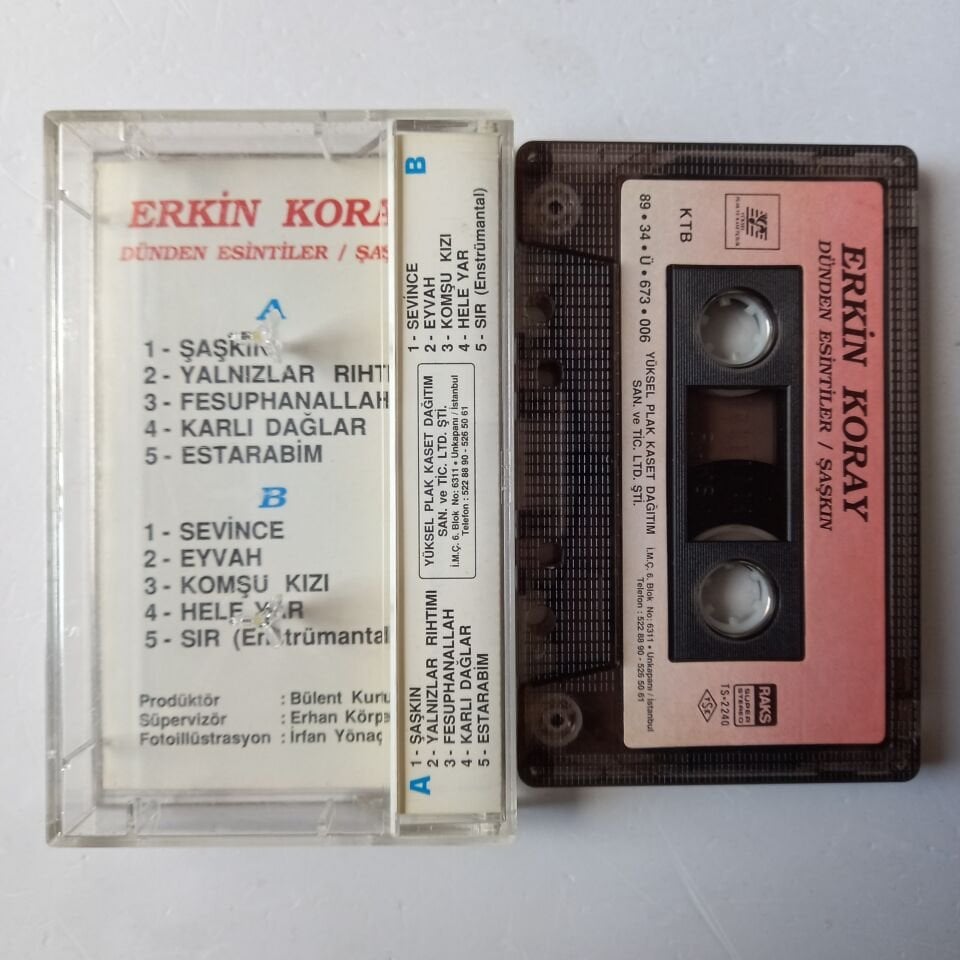 ERKİN KORA
DÜNDEN ESİNTİLER / ŞAŞ
A
1 - ŞAŞKIN
2 - YALNIZLAR RIHTI
3 - FESUPHANALLAH
4 - KARLI DAĞLAR
5 - ESTARABİM
B
1 - SEVİNCE
2 - EYVAH
3 - KOMŞU KIZI
4 - HELE YAR
5 - SIR (Enstrümantal
Prodüktör : Bülent Kuru
Süpervizör : Erhan Körpe
Fotoillüstrasyon : İrfan Yönaç
B
1 - SEVİNCE
2 - EYVAH
3 - KOMŞU KIZI
4 - HELE YAR
5 - SIR (Enstrümantal)
YÜKSEL PLAK KASET DAĞITIM
SAN. ve TİC. LTD. ŞTİ.
İ.M.Ç. 6. Blok No: 6311 • Unkapanı / İstanbul
Telefon : 522 88 90 - 526 50 61
A
1 - ŞAŞKIN
2 - YALNIZLAR RIHTIMI
3 - FESUPHANALLAH
4 - KARLI DAĞLAR
5 - ESTARABİM
ERKİN KORAY
DÜNDEN ESİNTİLER / ŞAŞKIN
KTB
89 • 34 • Ü • 673 • 006
YÜKSEL PLAK KASET DAĞITIM
SAN. ve TİC. LTD. ŞTİ.
İ.M.Ç. 6. Blok No: 6311 • Unkapanı / İstanbul
Telefon : 522 88 90 - 526 50 61
RAKS
SÜPER
STEREO
TS•2240
TSE